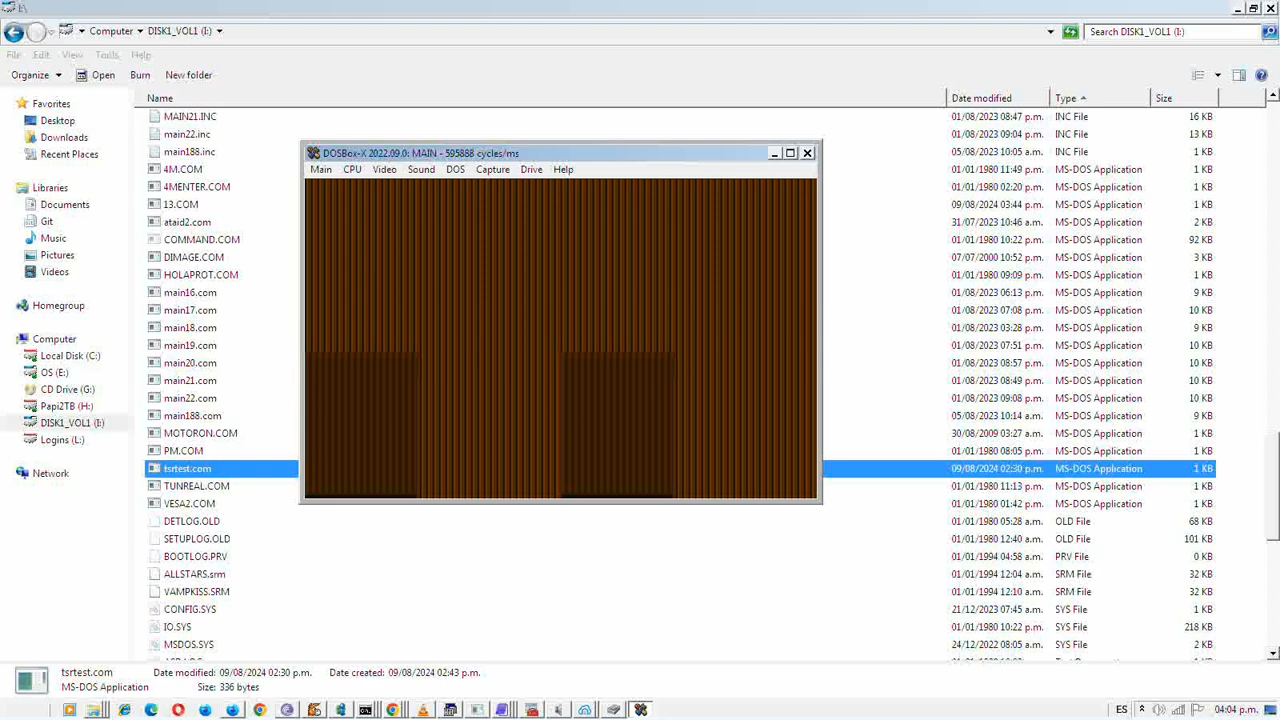 I:\
Computer DISK1_VOL1 (I:)
Search DISK1_VOL1 (I:)
File Edit View Tools Help
Organize Open Burn New folder
Name Date modified Type Size
Favorites
Desktop
Downloads
Recent Places
Libraries
Documents
Git
Music
Pictures
Videos
Homegroup
Computer
Local Disk (C:)
OS (E:)
CD Drive (G:)
Papi2TB (H:)
DISK1_VOL1 (I:)
Logins (L:)
Network
MAIN21.INC 01/08/2023 08:47 p.m. INC File 16 KB
main22.inc 01/08/2023 09:04 p.m. INC File 13 KB
main188.inc 05/08/2023 10:15 a.m. INC File 13 KB
4M.COM 01/01/1980 11:49 p.m. MS-DOS Application 1 KB
4MENTER.COM 01/01/1980 02:20 p.m. MS-DOS Application 1 KB
13.COM 09/08/2024 03:44 p.m. MS-DOS Application 1 KB
ataid2.com 31/07/2023 10:46 a.m. MS-DOS Application 2 KB
COMMAND.COM 01/01/1980 10:22 p.m. MS-DOS Application 92 KB
DIMAGE.COM 07/07/2000 10:52 p.m. MS-DOS Application 3 KB
HOLAPROT.COM 01/01/1980 09:09 p.m. MS-DOS Application 1 KB
main16.com 01/08/2023 06:13 p.m. MS-DOS Application 9 KB
main17.com 01/08/2023 07:08 p.m. MS-DOS Application 10 KB
main18.com 01/08/2023 03:28 p.m. MS-DOS Application 9 KB
main19.com 01/08/2023 07:51 p.m. MS-DOS Application 10 KB
main20.com 01/08/2023 08:57 p.m. MS-DOS Application 10 KB
main21.com 01/08/2023 08:49 p.m. MS-DOS Application 10 KB
main22.com 01/08/2023 09:08 p.m. MS-DOS Application 10 KB
main188.com 05/08/2023 10:14 a.m. MS-DOS Application 9 KB
MOTORON.COM 30/08/2009 03:27 a.m. MS-DOS Application 1 KB
PM.COM 01/01/1980 08:05 p.m. MS-DOS Application 1 KB
tsrtest.com 09/08/2024 02:30 p.m. MS-DOS Application 1 KB
TUNREAL.COM 01/01/1980 11:13 p.m. MS-DOS Application 1 KB
VESA2.COM 01/01/1980 01:42 p.m. MS-DOS Application 1 KB
DETLOG.OLD 01/01/1980 05:28 a.m. OLD File 68 KB
SETUPLOG.OLD 01/01/1980 12:40 a.m. OLD File 101 KB
BOOTLOG.PRV 01/01/1994 04:58 a.m. PRV File 0 KB
ALLSTARS.srm 01/01/1994 12:04 a.m. SRM File 32 KB
VAMPKISS.SRM 01/01/1994 12:10 a.m. SRM File 32 KB
CONFIG.SYS 21/12/2023 07:45 a.m. SYS File 1 KB
IO.SYS 01/01/1980 10:22 p.m. SYS File 218 KB
MSDOS.SYS 24/12/2022 08:05 a.m. SYS File 2 KB
DOSBox-X 2022.09.0: MAIN - 595888 cycles/ms
Main CPU Video Sound DOS Capture Drive Help
tsrtest.com Date modified: 09/08/2024 02:30 p.m. Date created: 09/08/2024 02:43 p.m.
MS-DOS Application Size: 336 bytes
ES 04:04 p.m.